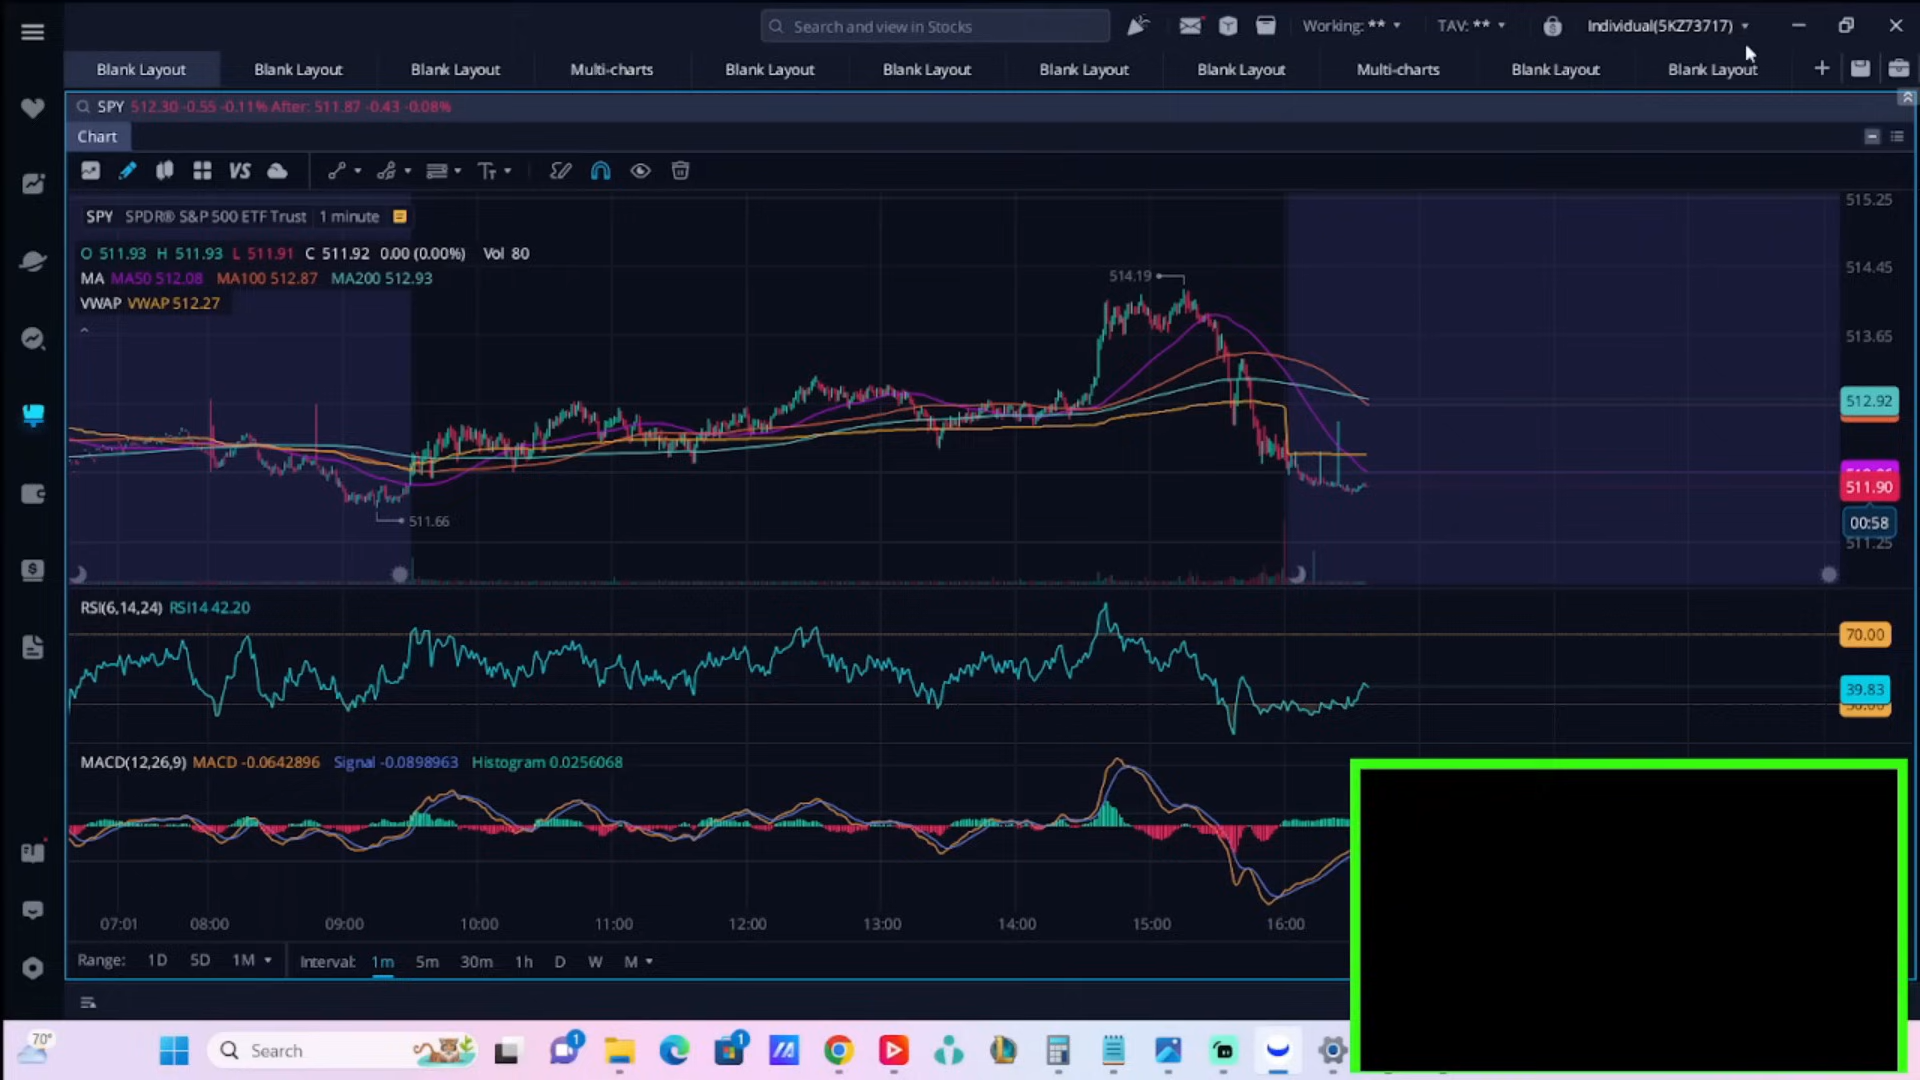 Search and view in Stocks
Working: **
TAV: **
Individual(5KZ73717)
Blank Layout Blank Layout Blank Layout Multi-charts Blank Layout Blank Layout Blank Layout Blank Layout Multi-charts Blank Layout Blank Layout
SPY 512.30 -0.55 -0.11% After: 511.87 -0.43 -0.08%
Chart
VS
SPY SPDR® S&P 500 ETF Trust 1 minute
O 511.93 H 511.93 L 511.91 C 511.92 0.00 (0.00%) Vol 80
MA MA50 512.08 MA100 512.87 MA200 512.93
VWAP VWAP 512.27
514.19
511.66
515.25
514.45
513.65
512.92
511.90
00:58
511.25
RSI(6,14,24) RSI14 42.20
70.00
39.83
MACD(12,26,9) MACD -0.0642896 Signal -0.0898963 Histogram 0.0256068
07:01 08:00 09:00 10:00 11:00 12:00 13:00 14:00 15:00 16:00
Range: 1D 5D 1M Interval: 1m 5m 30m 1h D W M
70°
Search
1
1